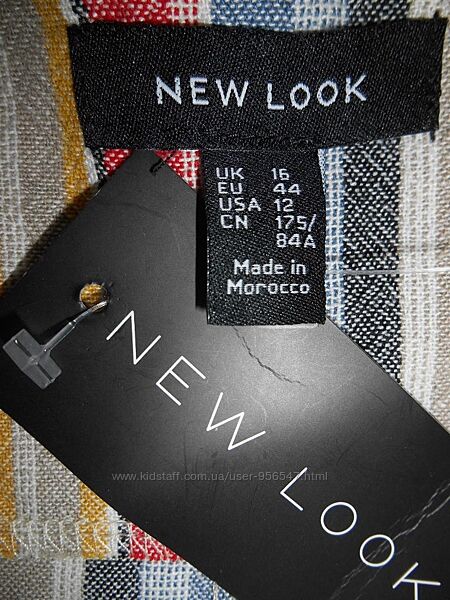 NEW LOOK
UK 16
EU 44
USA 12
CN 175/
84A
Made in
Morocco
NEW LOOK
www.kidstaff.com.ua/user-956547.html